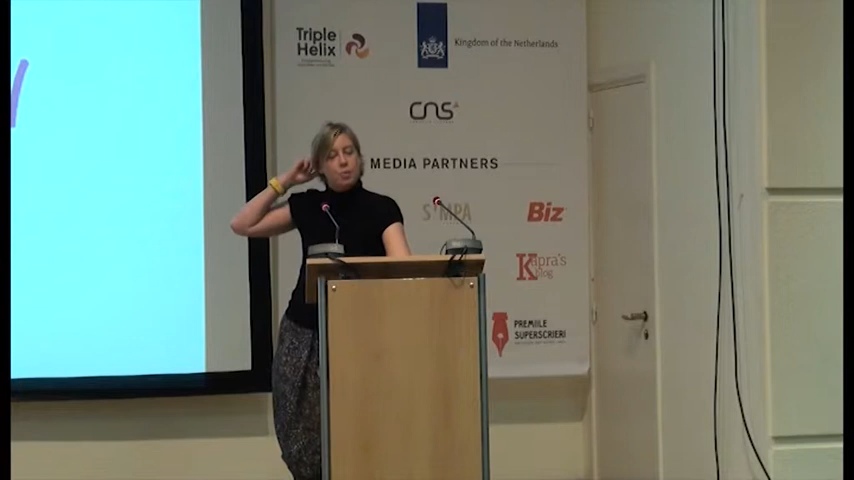 Triple
Helix
Kingdom of the Netherlands
cns
MEDIA PARTNERS
Biz
Kapra's
blog
PREMIILE
SUPERSCRIERI